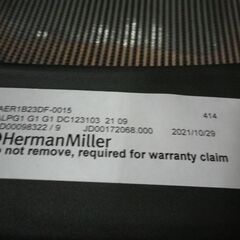 AER1B23DF-0015
ALPG1 G1 G1 DC123103 21 09 414
D00098322 / 9 JD00172068.000 2021/10/29
HermanMiller
o not remove, required for warranty claim